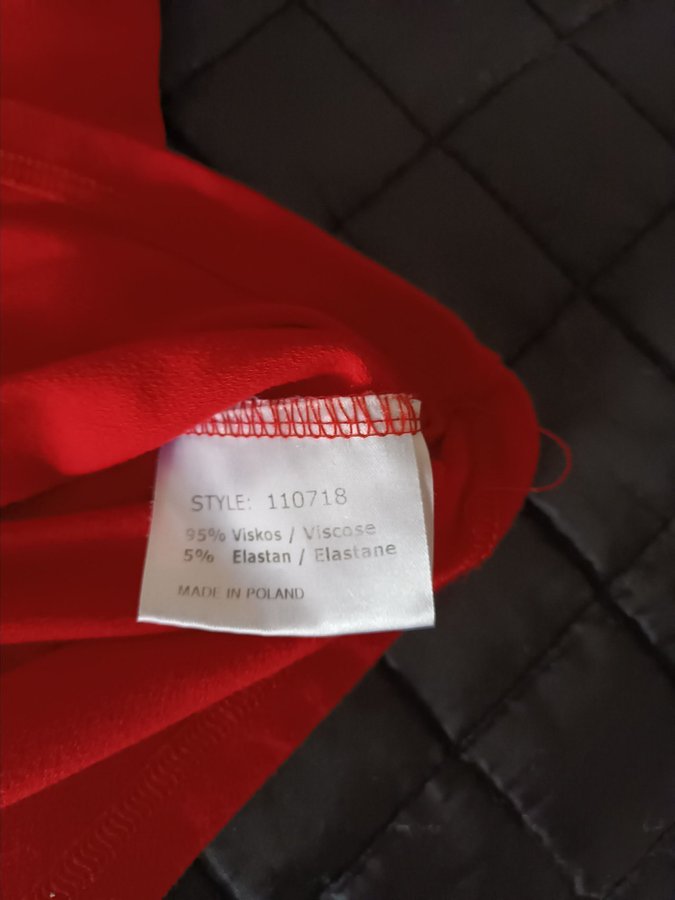 STYLE: 110718
95% Viskos / Viscose
5% Elastan / Elastane
MADE IN POLAND